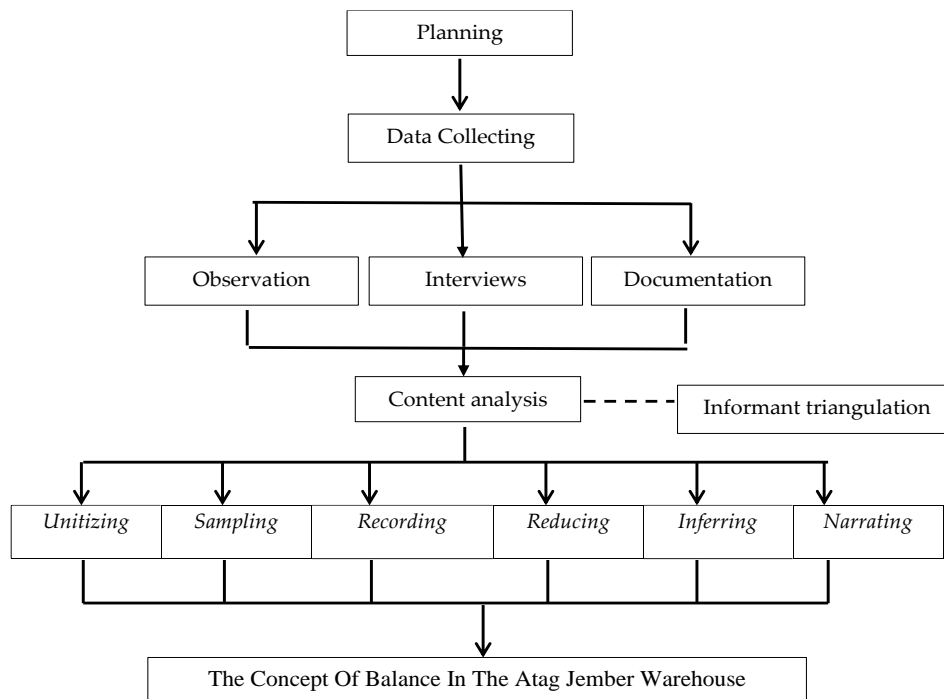 Planning
Data Collecting
Observation
Interviews
Documentation
Content analysis
Informant triangulation
Unitizing
Sampling
Recording
Reducing
Inferring
Narrating
The Concept Of Balance In The Atag Jember Warehouse